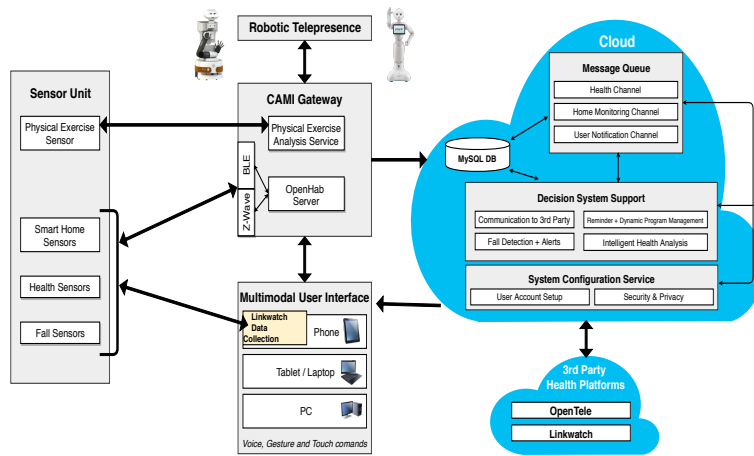 Robotic Telepresence
Sensor Unit
Physical Exercise
Sensor
Smart Home
Sensors
Health Sensors
Fall Sensors
CAMI Gateway
Physical Exercise
Analysis Service
BLE
Z-Wave
OpenHab
Server
Multimodal User Interface
Linkwatch
Data
Collection
Phone
Tablet / Laptop
PC
Voice, Gesture and Touch comands
Cloud
Message Queue
Health Channel
Home Monitoring Channel
User Notification Channel
MySQL DB
Decision System Support
Communication to 3rd Party
Reminder + Dynamic Program Management
Fall Detection + Alerts
Intelligent Health Analysis
System Configuration Service
User Account Setup
Security & Privacy
3rd Party
Health Platforms
OpenTele
Linkwatch